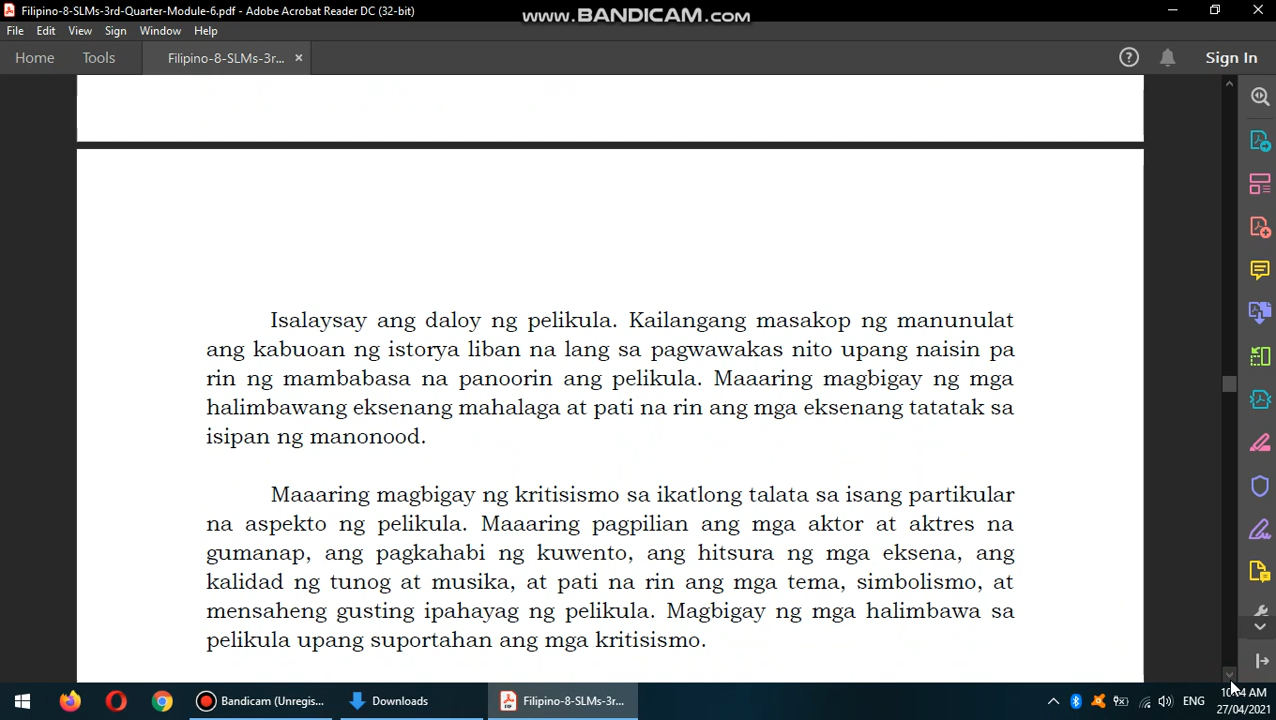 Filipino-8-SLMs-3rd-Quarter-Module-6.pdf - Adobe Acrobat Reader DC (32-bit)
www.BANDICAM.com
File Edit View Sign Window Help
Home Tools Filipino-8-SLMs-3r... × Sign In
Isalaysay ang daloy ng pelikula. Kailangang masakop ng manunulat
ang kabuoan ng istorya liban na lang sa pagwawakas nito upang naisin pa
rin ng mambabasa na panoorin ang pelikula. Maaaring magbigay ng mga
halimbawang eksenang mahalaga at pati na rin ang mga eksenang tatatak sa
isipan ng manonood.
Maaaring magbigay ng kritisismo sa ikatlong talata sa isang partikular
na aspekto ng pelikula. Maaaring pagpilian ang mga aktor at aktres na
gumanap, ang pagkahabi ng kuwento, ang hitsura ng mga eksena, ang
kalidad ng tunog at musika, at pati na rin ang mga tema, simbolismo, at
mensaheng gusting ipahayag ng pelikula. Magbigay ng mga halimbawa sa
pelikula upang suportahan ang mga kritisismo.
Bandicam (Unregis... Downloads Filipino-8-SLMs-3r... ENG
AM
27/04/2021